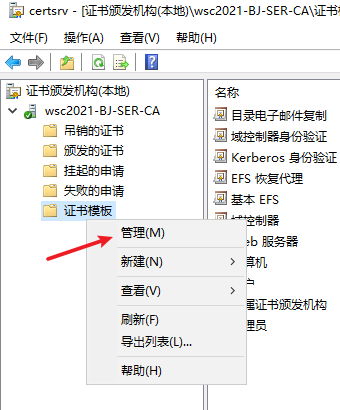 certsrv - [证书颁发机构(本地)\wsc2021-BJ-SER-CA\证书模
文件(F) 操作(A) 查看(V) 帮助(H)
证书颁发机构(本地)
wsc2021-BJ-SER-CA
吊销的证书
颁发的证书
挂起的申请
失败的申请
证书模板
名称
目录电子邮件复制
域控制器身份验证
Kerberos 身份验证
EFS 恢复代理
基本 EFS
域控制器
eb 服务器
算机
户
属证书颁发机构
理员
管理(M)
新建(N)
查看(V)
刷新(F)
导出列表(L)...
帮助(H)